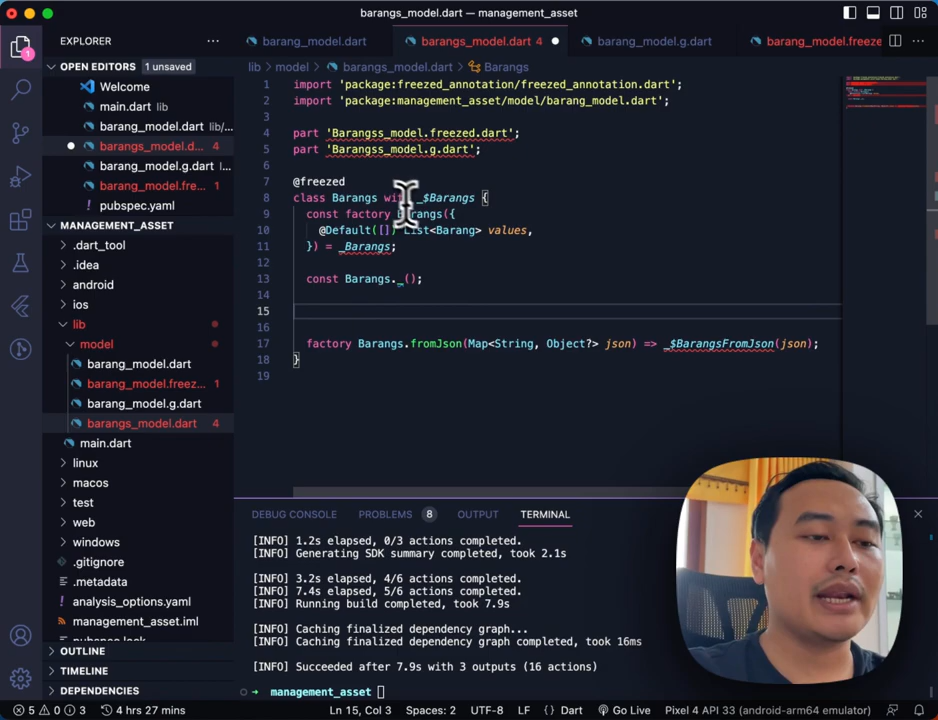 barangs_model.dart — management_asset
EXPLORER
OPEN EDITORS 1 unsaved
Welcome
main.dart lib
barang_model.dart lib/...
barangs_model.d... 4
barang_model.g.dart l...
barang_model.fre... 1
pubspec.yaml
MANAGEMENT_ASSET
.dart_tool
.idea
android
ios
lib
model
barang_model.dart
barang_model.freez... 1
barang_model.g.dart
barangs_model.dart 4
main.dart
linux
macos
test
web
windows
.gitignore
.metadata
analysis_options.yaml
management_asset.iml
OUTLINE
TIMELINE
DEPENDENCIES
barang_model.dart barangs_model.dart 4 barang_model.g.dart barang_model.freeze
lib > model > barangs_model.dart > Barangs
1 import 'package:freezed_annotation/freezed_annotation.dart';
2 import 'package:management_asset/model/barang_model.dart';
3
4 part 'Barangss_model.freezed.dart';
5 part 'Barangss_model.g.dart';
6
7 @freezed
8 class Barangs with _$Barangs {
9 const factory Barangs({
10 @Default([]) List<Barang> values,
11 }) = _Barangs;
12
13 const Barangs._();
14
15
16
17 factory Barangs.fromJson(Map<String, Object?> json) => _$BarangsFromJson(json);
18 }
19
DEBUG CONSOLE PROBLEMS 8 OUTPUT TERMINAL
[INFO] 1.2s elapsed, 0/3 actions completed.
[INFO] Generating SDK summary completed, took 2.1s
[INFO] 3.2s elapsed, 4/6 actions completed.
[INFO] 7.4s elapsed, 5/6 actions completed.
[INFO] Running build completed, took 7.9s
[INFO] Caching finalized dependency graph...
[INFO] Caching finalized dependency graph completed, took 16ms
[INFO] Succeeded after 7.9s with 3 outputs (16 actions)
→ management_asset
5 0 3 4 hrs 27 mins Ln 15, Col 3 Spaces: 2 UTF-8 LF {} Dart Go Live Pixel 4 API 33 (android-arm64 emulator)